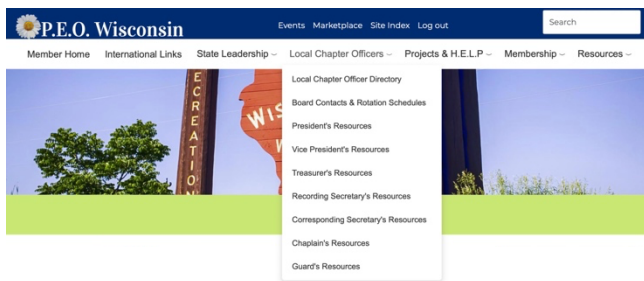 P.E.O. Wisconsin
Events Marketplace Site Index Log out
Search
Member Home International Links State Leadership Local Chapter Officers Projects & H.E.L.P Membership Resources
Local Chapter Officer Directory
Board Contacts & Rotation Schedules
President's Resources
Vice President's Resources
Treasurer's Resources
Recording Secretary's Resources
Corresponding Secretary's Resources
Chaplain's Resources
Guard's Resources
ECREATIO
WIS